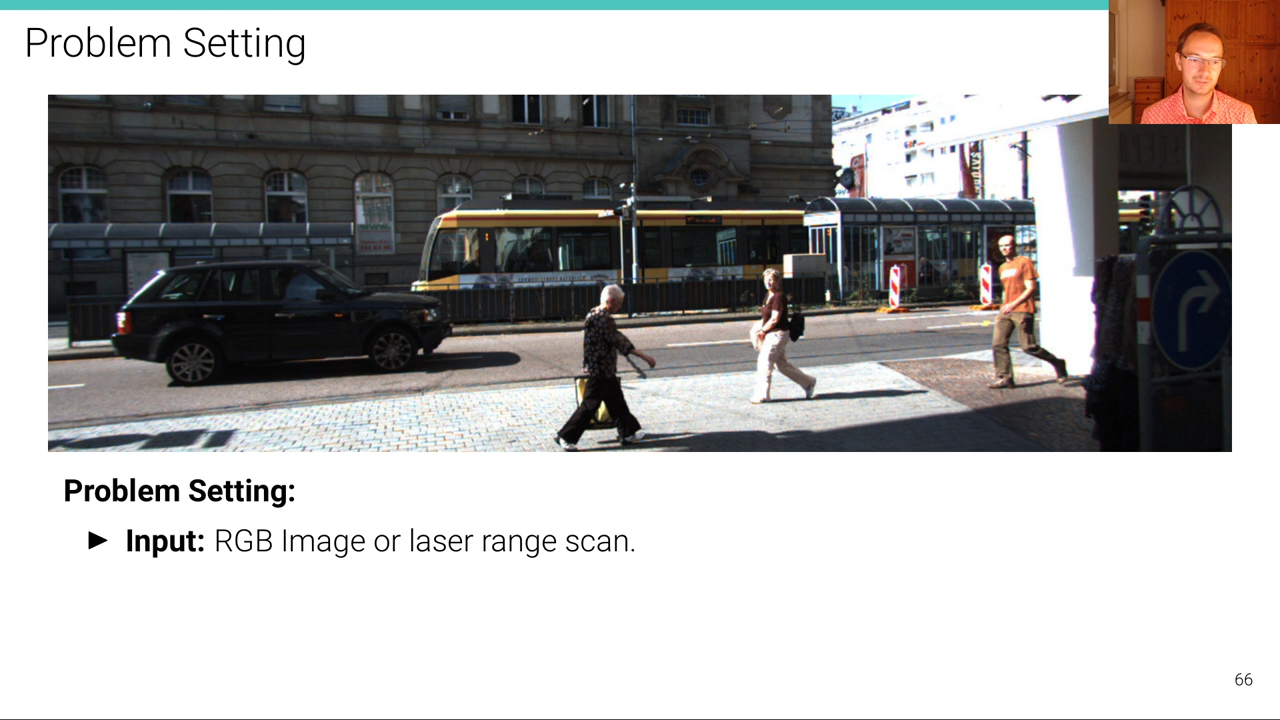 Problem Setting
Problem Setting:
► Input: RGB Image or laser range scan.
66